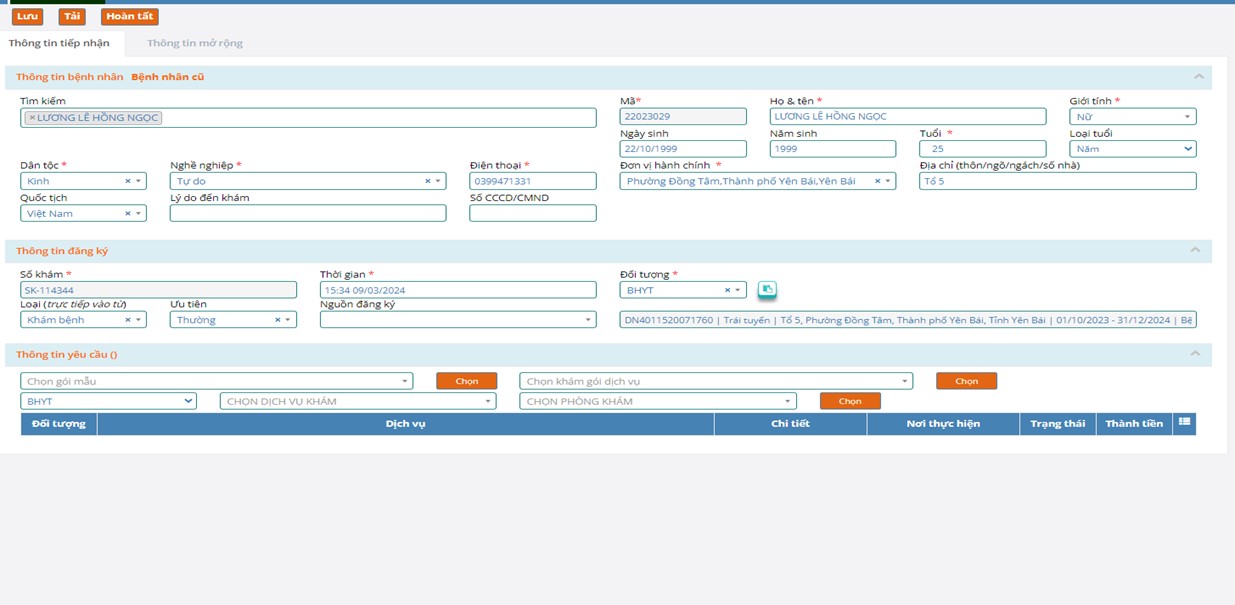 Lưu Tải Hoàn tất
Thông tin tiếp nhận Thông tin mở rộng
Thông tin bệnh nhân Bệnh nhân cũ
Tìm kiếm Mã* Họ & tên * Giới tính *
×LƯƠNG LÊ HỒNG NGỌC 22023029 LƯƠNG LÊ HỒNG NGỌC Nữ
Ngày sinh Năm sinh Tuổi * Loại tuổi
22/10/1999 1999 25 Năm
Dân tộc * Nghề nghiệp * Điện thoại * Đơn vị hành chính * Địa chỉ (thôn/ngõ/ngách/số nhà)
Kinh × Tự do × 0399471331 Phường Đồng Tâm,Thành phố Yên Bái,Yên Bái × Tổ 5
Quốc tịch Lý do đến khám Số CCCD/CMND
Việt Nam ×
Thông tin đăng ký
Số khám * Thời gian * Đối tượng *
SK-114344 15:34 09/03/2024 BHYT ×
Loại (trực tiếp vào tủ) Ưu tiên Nguồn đăng ký
Khám bệnh × Thường × DN4011520071760 | Trái tuyến | Tổ 5, Phường Đồng Tâm, Thành phố Yên Bái, Tỉnh Yên Bái | 01/10/2023 - 31/12/2024 | Bệ
Thông tin yêu cầu ()
Chọn gói mẫu Chọn Chọn khám gói dịch vụ Chọn
BHYT CHỌN DỊCH VỤ KHÁM CHỌN PHÒNG KHÁM Chọn
Đối tượng Dịch vụ Chi tiết Nơi thực hiện Trạng thái Thành tiền